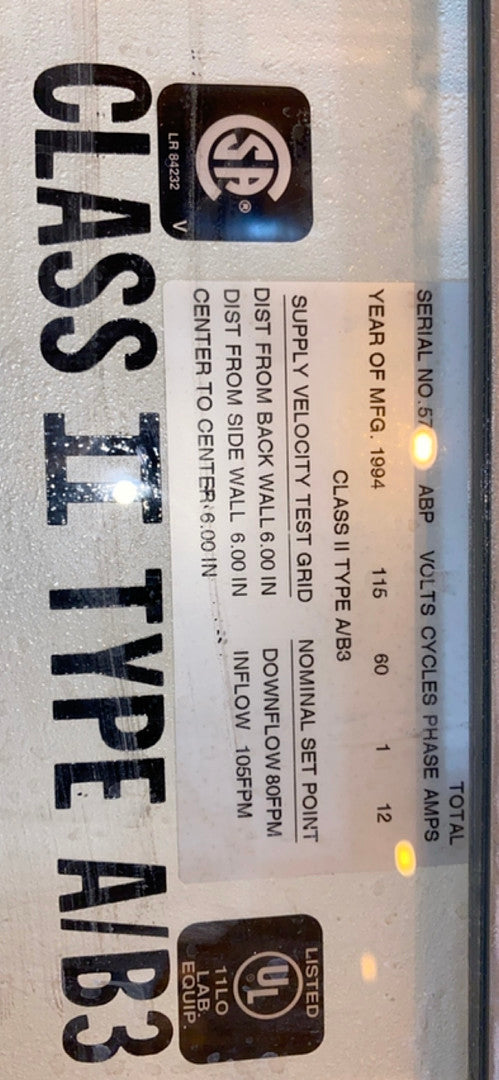 TOTAL
SERIAL NO. ABP VOLTS CYCLES PHASE AMPS
YEAR OF MFG. 1994 115 60 1 12
CLASS II TYPE A/B3
SUPPLY VELOCITY TEST GRID NOMINAL SET POINT
DIST FROM BACK WALL 6.00 IN DOWNFLOW 80FPM
DIST FROM SIDE WALL 6.00 IN INFLOW 105FPM
CENTER TO CENTER 6.00 IN
CSA®
LR 84232
V
LISTED
UL
11LO
LAB.
EQUIP.
CLASS II TYPE A/B3